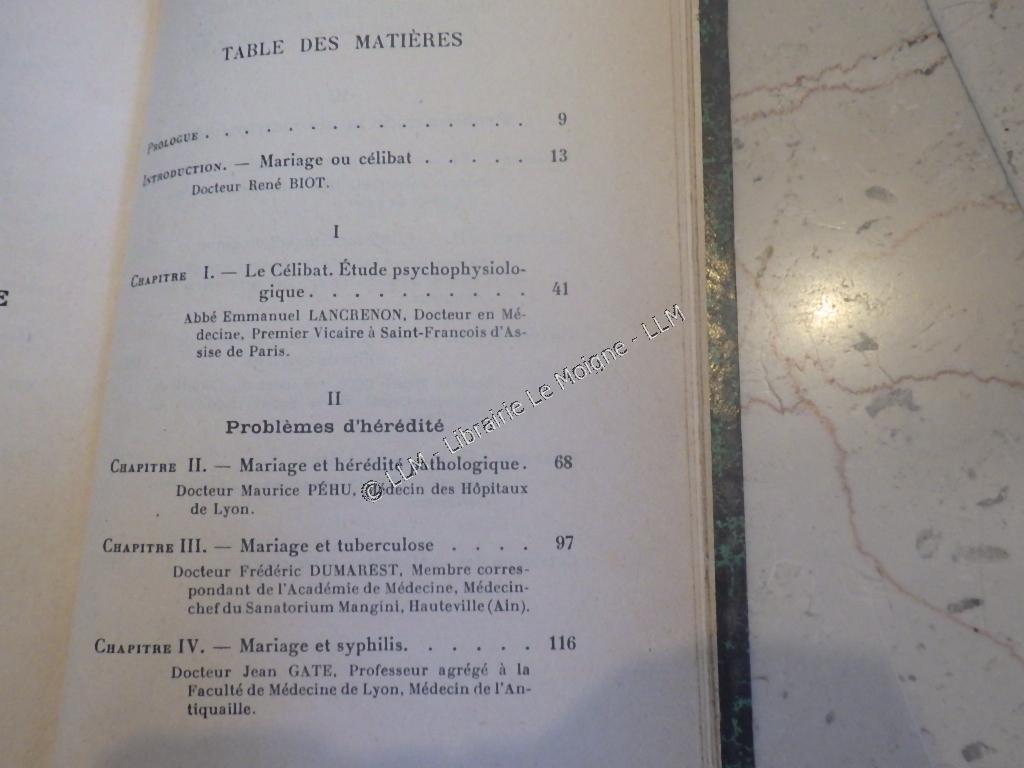 TABLE DES MATIÈRES
PROLOGUE . . . . . . . . . . . . . . 9
INTRODUCTION. — Mariage ou célibat . . . . . 13
Docteur René BIOT.
I
CHAPITRE I. — Le Célibat. Étude psychophysiolo-
gique. . . . . . . . . . 41
Abbé Emmanuel LANCRENON, Docteur en Mé-
decine, Premier Vicaire à Saint-Francois d'As-
sise de Paris.
II
Problèmes d'hérédité
CHAPITRE II. — Mariage et hérédité pathologique. 68
Docteur Maurice PÉHU, Médecin des Hôpitaux
de Lyon.
CHAPITRE III. — Mariage et tuberculose . . . . 97
Docteur Frédéric DUMAREST, Membre corres-
pondant de l'Académie de Médecine, Médecin-
chef du Sanatorium Mangini, Hauteville (Ain).
CHAPITRE IV. — Mariage et syphilis. . . . . . 116
Docteur Jean GATE, Professeur agrégé à la
Faculté de Médecine de Lyon, Médecin de l'An-
tiquaille.
E
© LLM - Librairie Le Moigne - LLM